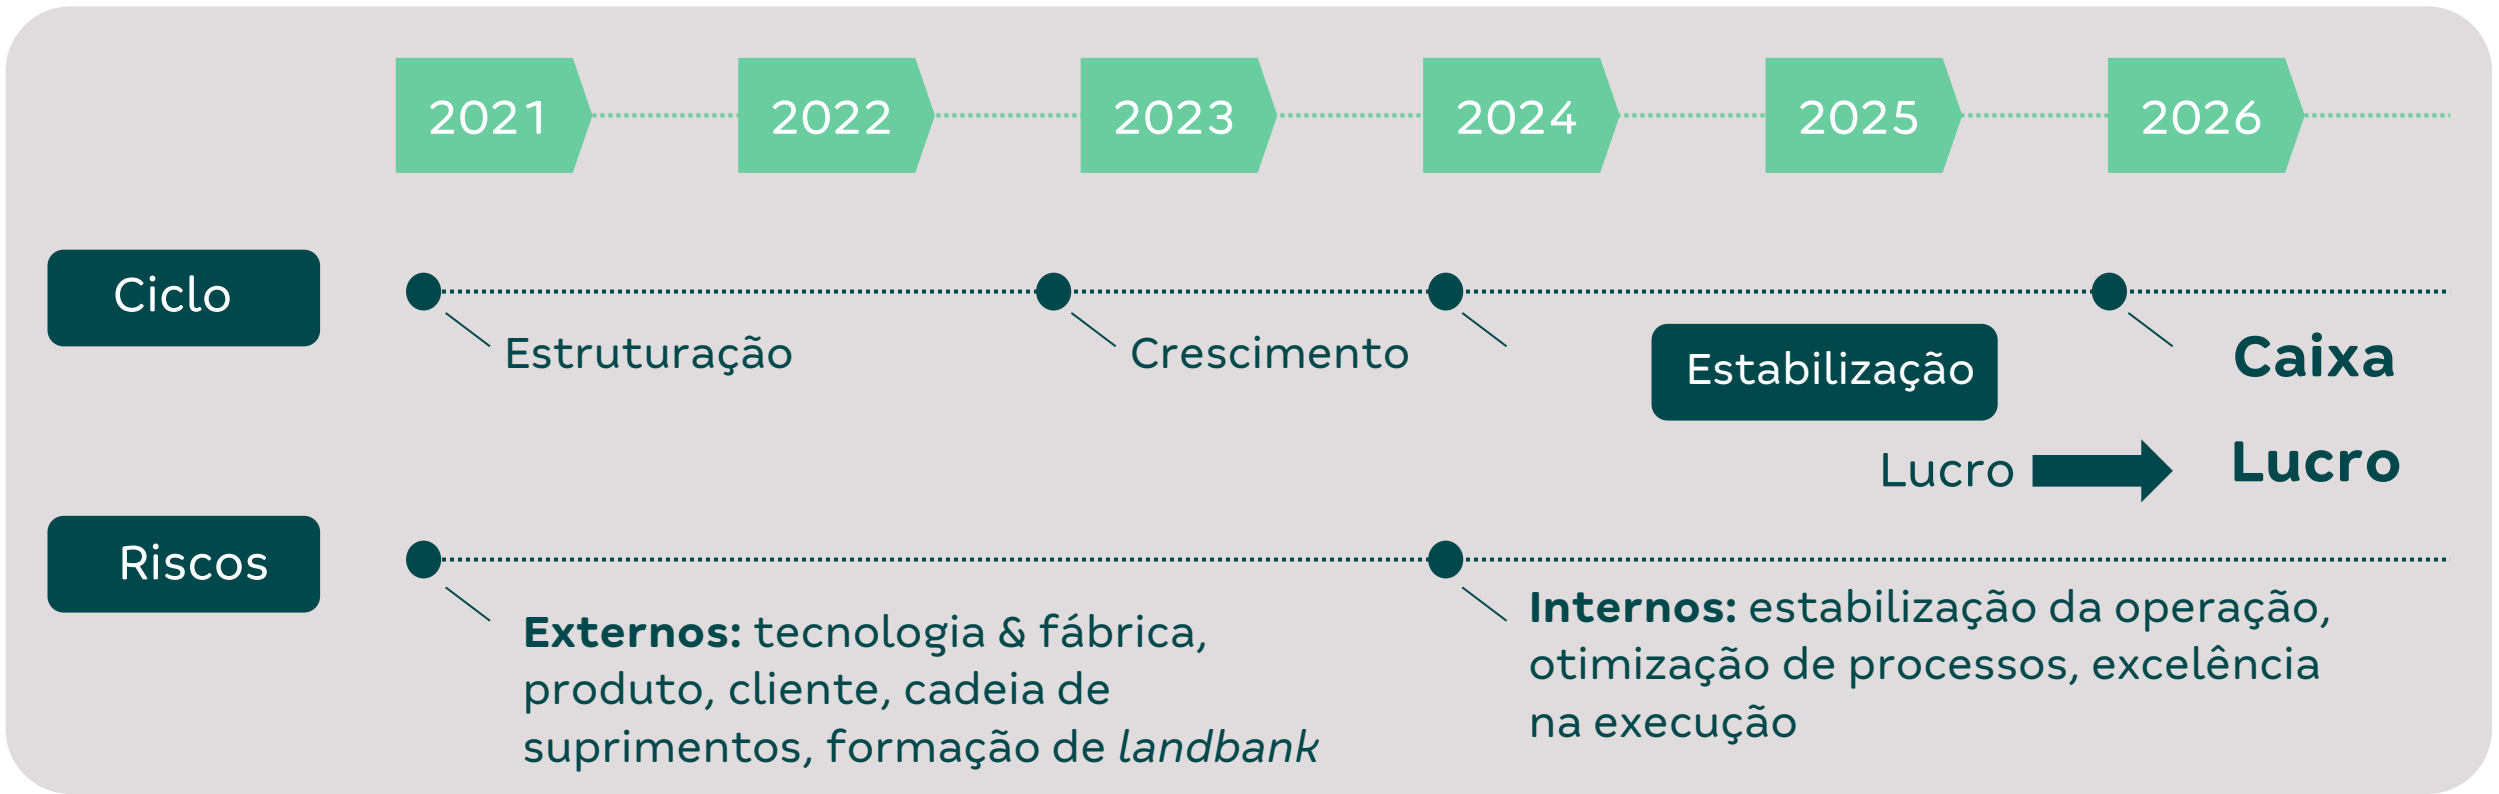 2021 2022 2023 2024 2025 2026
Ciclo
Estruturação Crescimento Estabilização Caixa
Lucro Lucro
Riscos
Externos: tecnologia & fábrica,
produto, cliente, cadeia de
suprimentos, formação de landbank
Internos: estabilização da operação,
otimização de processos, excelência
na execução